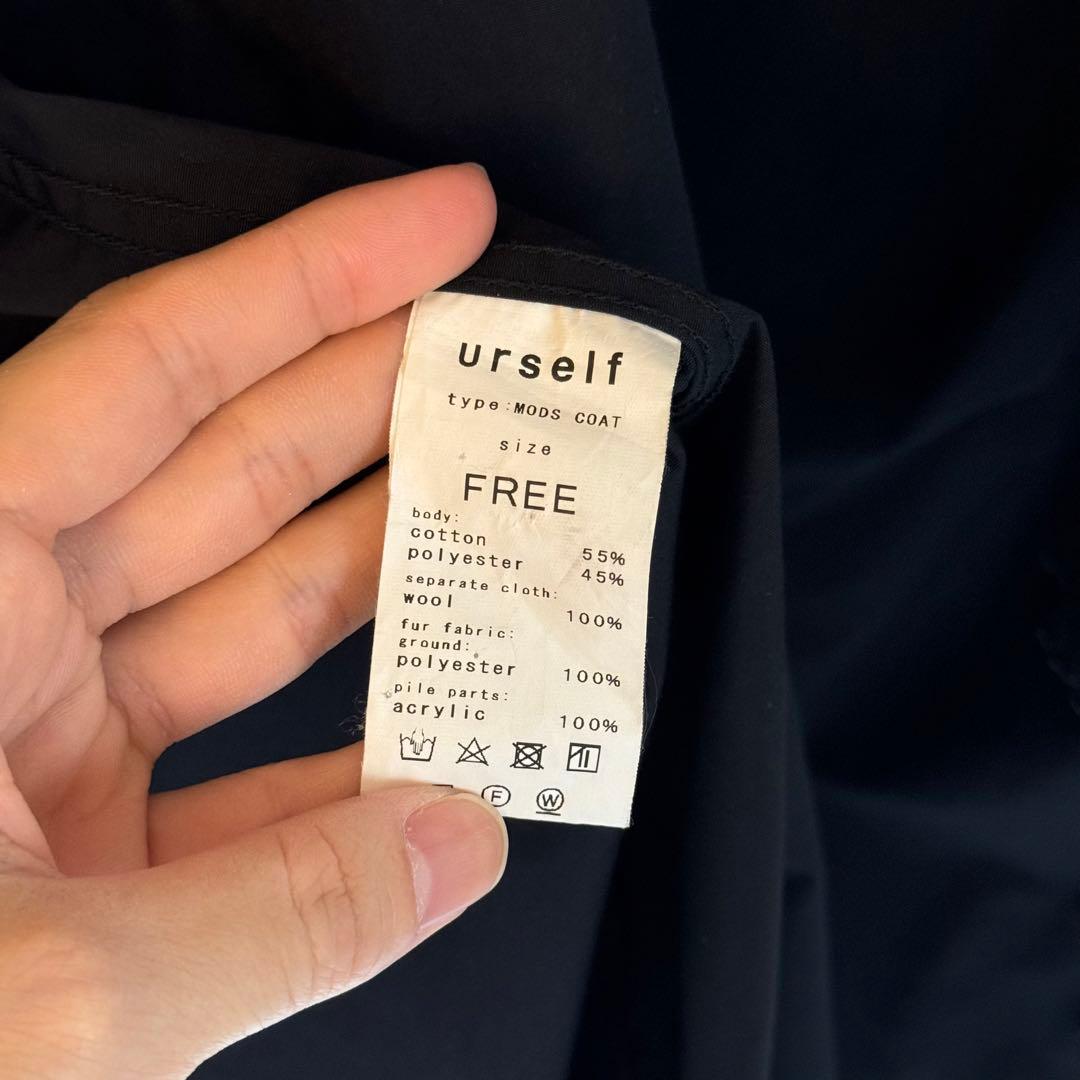 urself
type:MODS COAT
size
FREE
body:
cotton 55%
polyester 45%
separate cloth:
wool 100%
fur fabric:
ground:
polyester 100%
pile parts:
acrylic 100%
F W